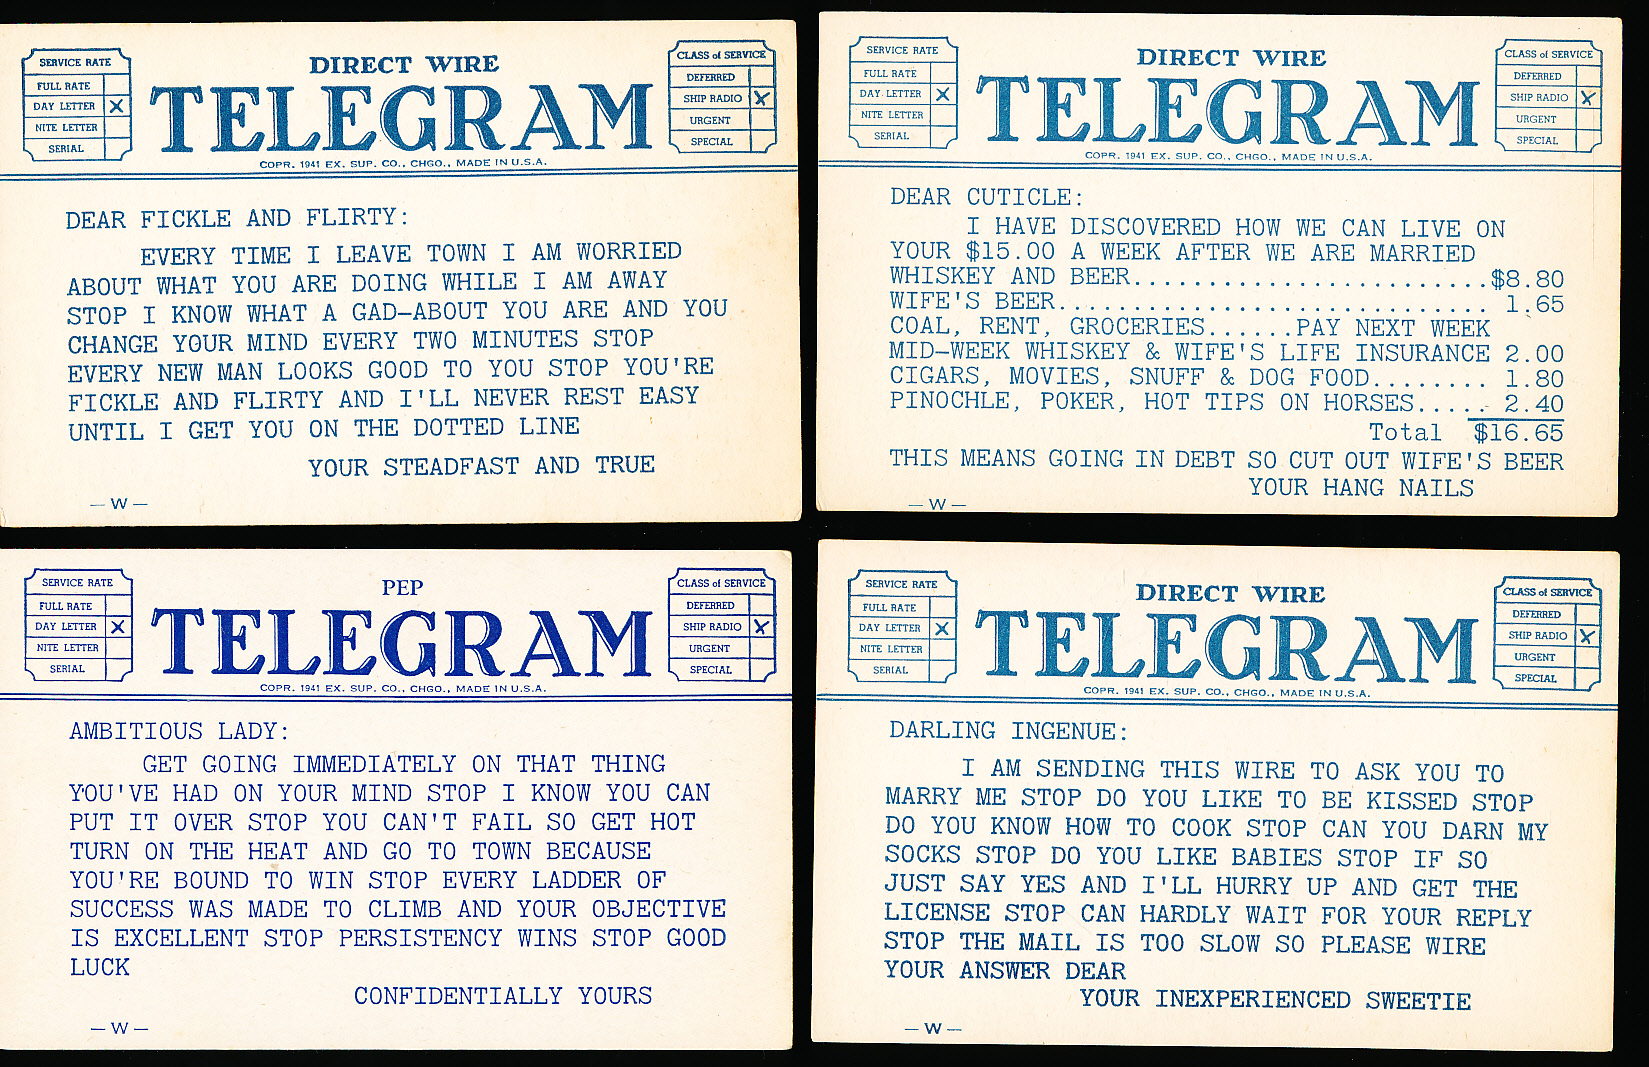 SERVICE RATE
FULL RATE
DAY LETTER X
NITE LETTER
SERIAL
DIRECT WIRE
TELEGRAM
COPR. 1941 EX. SUP. CO., CHGO., MADE IN U.S.A.
CLASS of SERVICE
DEFERRED
SHIP RADIO X
URGENT
SPECIAL
DEAR FICKLE AND FLIRTY:
EVERY TIME I LEAVE TOWN I AM WORRIED
ABOUT WHAT YOU ARE DOING WHILE I AM AWAY
STOP I KNOW WHAT A GAD-ABOUT YOU ARE AND YOU
CHANGE YOUR MIND EVERY TWO MINUTES STOP
EVERY NEW MAN LOOKS GOOD TO YOU STOP YOU'RE
FICKLE AND FLIRTY AND I'LL NEVER REST EASY
UNTIL I GET YOU ON THE DOTTED LINE
YOUR STEADFAST AND TRUE
—W—
SERVICE RATE
FULL RATE
DAY LETTER X
NITE LETTER
SERIAL
DIRECT WIRE
TELEGRAM
COPR. 1941 EX. SUP. CO., CHGO., MADE IN U.S.A.
CLASS of SERVICE
DEFERRED
SHIP RADIO X
URGENT
SPECIAL
DEAR CUTICLE:
I HAVE DISCOVERED HOW WE CAN LIVE ON
YOUR $15.00 A WEEK AFTER WE ARE MARRIED
WHISKEY AND BEER........................$8.80
WIFE'S BEER............................. 1.65
COAL, RENT, GROCERIES......PAY NEXT WEEK
MID-WEEK WHISKEY & WIFE'S LIFE INSURANCE 2.00
CIGARS, MOVIES, SNUFF & DOG FOOD........ 1.80
PINOCHLE, POKER, HOT TIPS ON HORSES..... 2.40
Total $16.65
THIS MEANS GOING IN DEBT SO CUT OUT WIFE'S BEER
YOUR HANG NAILS
—W—
SERVICE RATE
FULL RATE
DAY LETTER X
NITE LETTER
SERIAL
PEP
TELEGRAM
COPR. 1941 EX. SUP. CO., CHGO., MADE IN U.S.A.
CLASS of SERVICE
DEFERRED
SHIP RADIO X
URGENT
SPECIAL
AMBITIOUS LADY:
GET GOING IMMEDIATELY ON THAT THING
YOU'VE HAD ON YOUR MIND STOP I KNOW YOU CAN
PUT IT OVER STOP YOU CAN'T FAIL SO GET HOT
TURN ON THE HEAT AND GO TO TOWN BECAUSE
YOU'RE BOUND TO WIN STOP EVERY LADDER OF
SUCCESS WAS MADE TO CLIMB AND YOUR OBJECTIVE
IS EXCELLENT STOP PERSISTENCY WINS STOP GOOD
LUCK
CONFIDENTIALLY YOURS
—W—
SERVICE RATE
FULL RATE
DAY LETTER X
NITE LETTER
SERIAL
DIRECT WIRE
TELEGRAM
COPR. 1941 EX. SUP. CO., CHGO., MADE IN U.S.A.
CLASS of SERVICE
DEFERRED
SHIP RADIO X
URGENT
SPECIAL
DARLING INGENUE:
I AM SENDING THIS WIRE TO ASK YOU TO
MARRY ME STOP DO YOU LIKE TO BE KISSED STOP
DO YOU KNOW HOW TO COOK STOP CAN YOU DARN MY
SOCKS STOP DO YOU LIKE BABIES STOP IF SO
JUST SAY YES AND I'LL HURRY UP AND GET THE
LICENSE STOP CAN HARDLY WAIT FOR YOUR REPLY
STOP THE MAIL IS TOO SLOW SO PLEASE WIRE
YOUR ANSWER DEAR
YOUR INEXPERIENCED SWEETIE
—W—